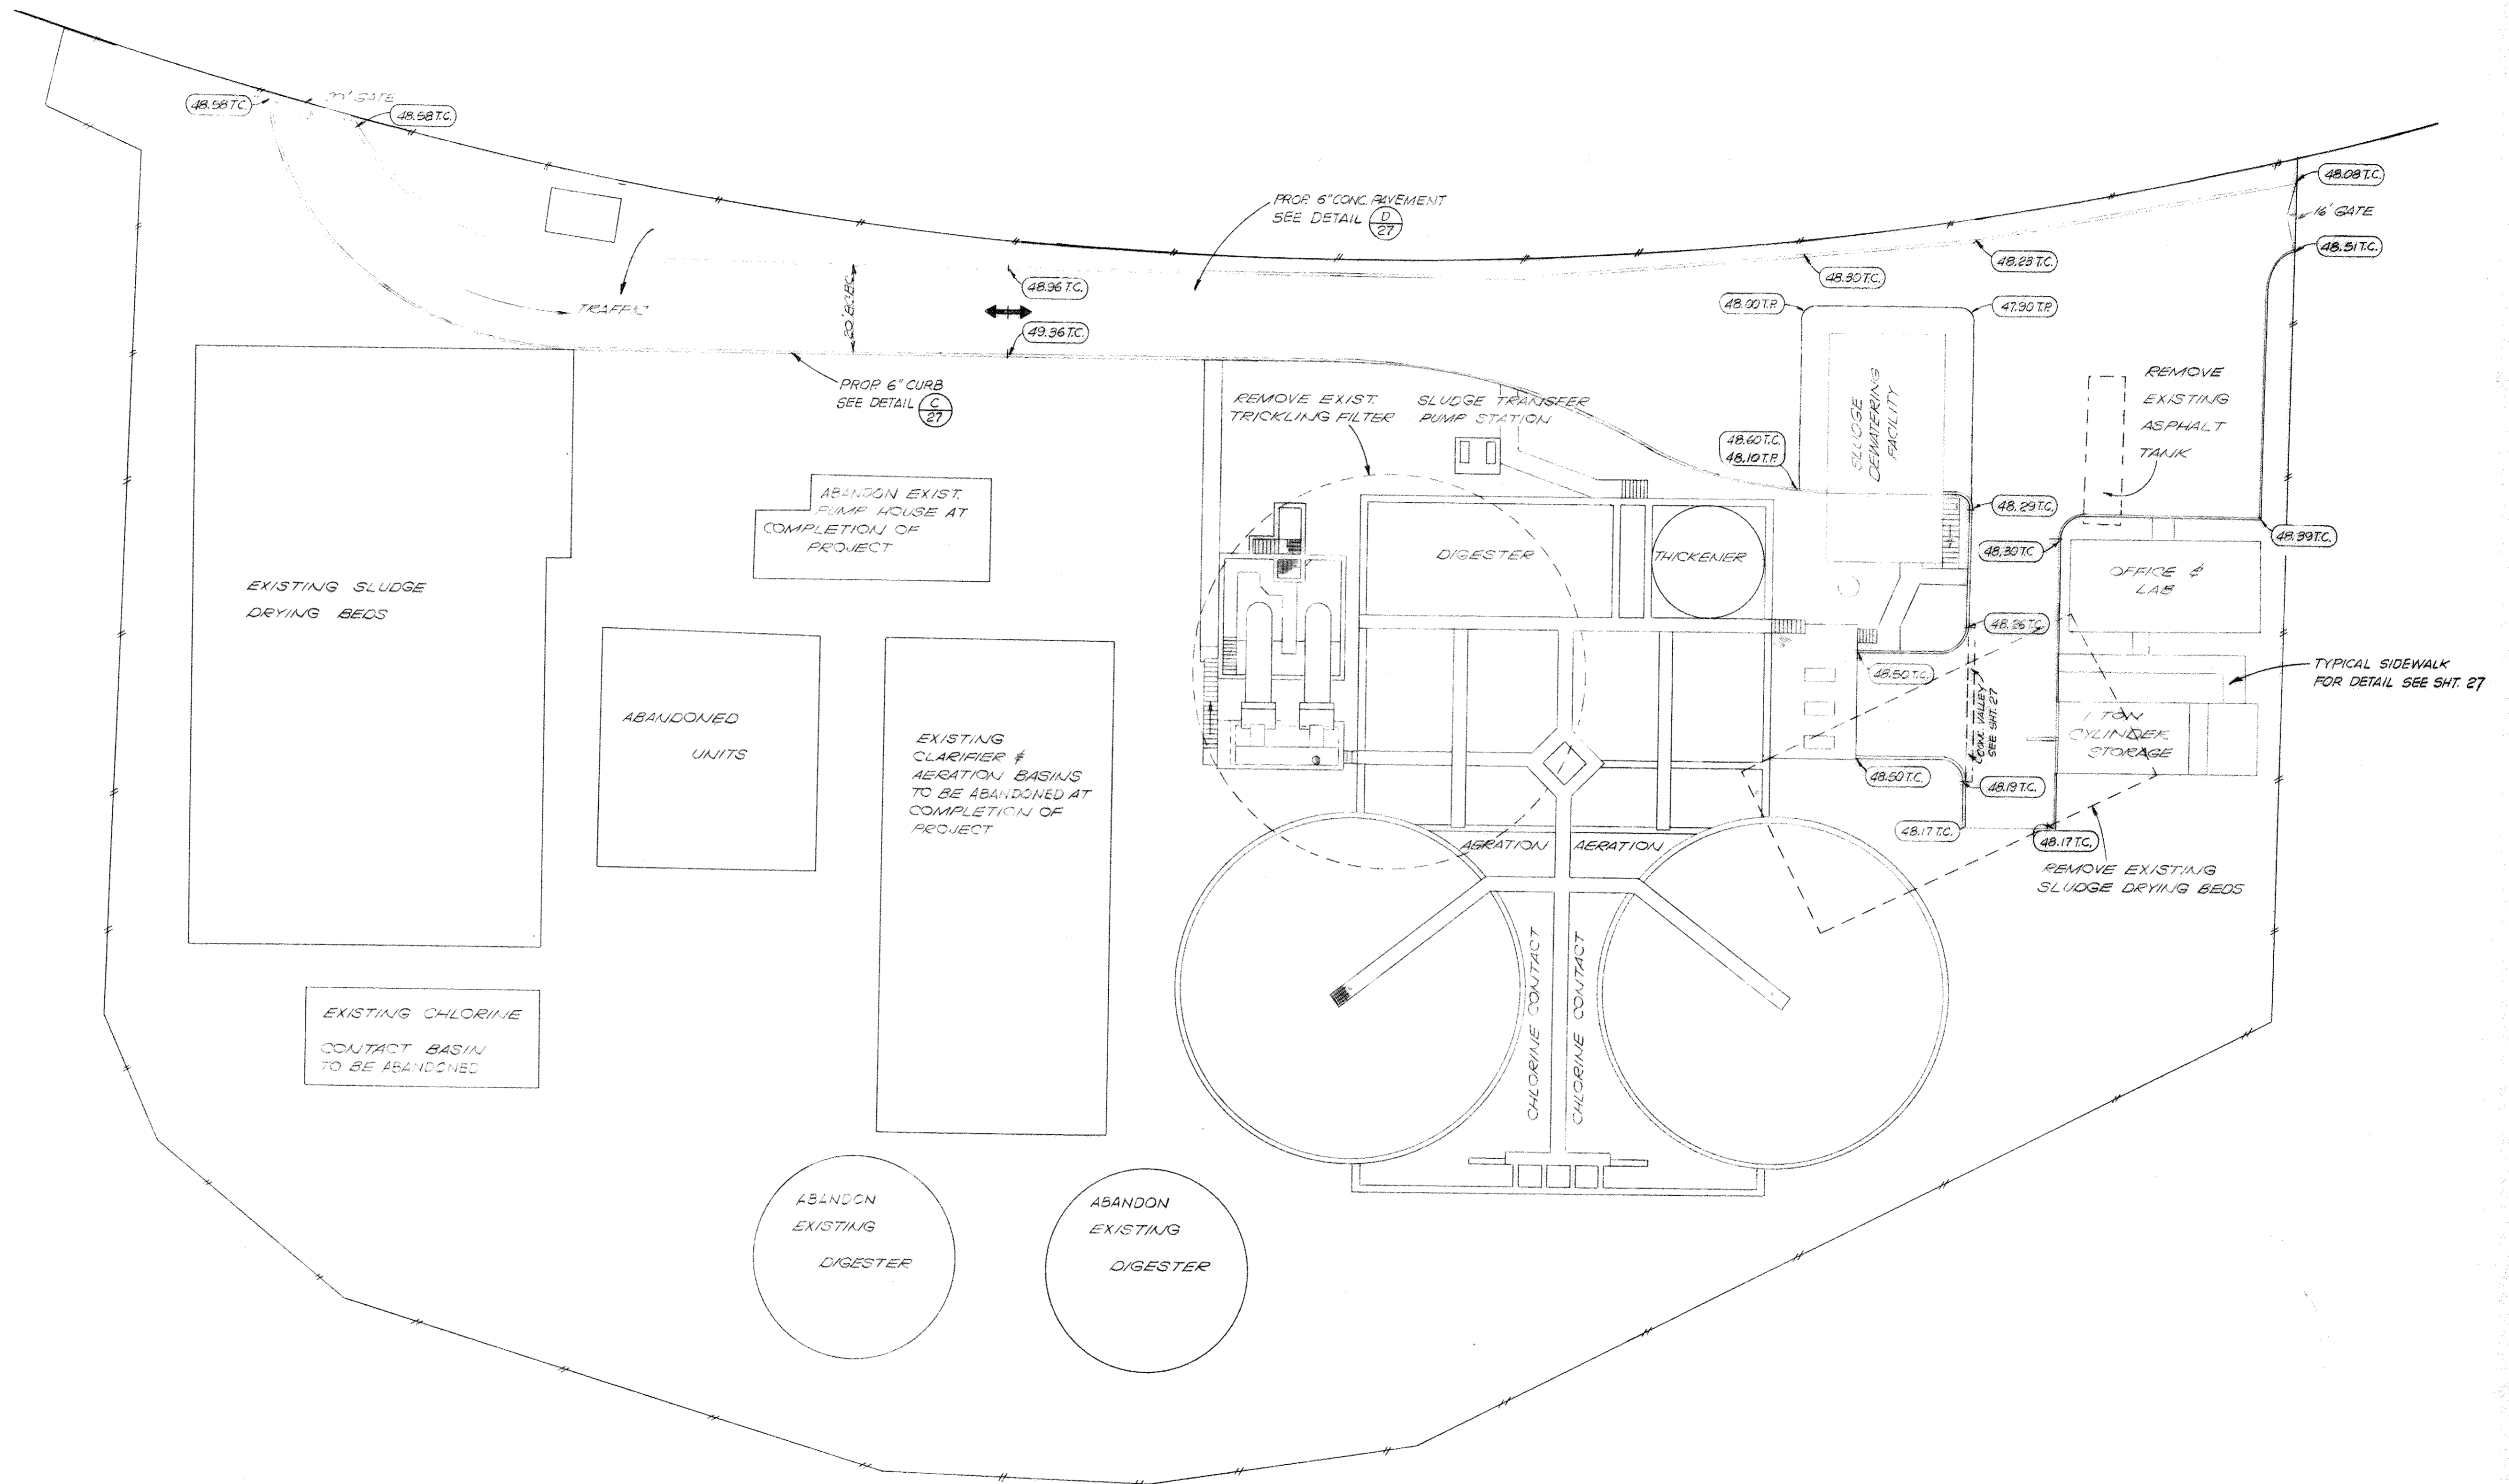 48.58 T.C.
GATE
48.58 T.C.
48.08 T.C.
16' GATE
48.51 T.C.
PROP. 6" CONC. PAVEMENT
SEE DETAIL D
27
48.23 T.C.
48.30 T.C.
48.96 T.C.
TRAFFIC
49.36 T.C.
48.00 T.P.
47.90 T.P.
PROP. 6" CURB
SEE DETAIL C
27
REMOVE EXIST.
TRICKLING FILTER
SLUDGE TRANSFER
PUMP STATION
SLUDGE
DEWATERING
FACILITY
REMOVE
EXISTING
ASPHALT
TANK
48.60 T.C.
48.10 T.P.
ABANDON EXIST.
PUMP HOUSE AT
COMPLETION OF
PROJECT
48.29 T.C.
48.39 T.C.
48.30 T.C.
DIGESTER
THICKENER
OFFICE &
LAB
EXISTING SLUDGE
DRYING BEDS
48.36 T.C.
48.50 T.C.
TYPICAL SIDEWALK
FOR DETAIL SEE SHT. 27
CONC. VALLEY
SEE SHT. 27
ABANDONED
UNITS
1 TON
CYLINDER
STORAGE
EXISTING
CLARIFIER &
AERATION BASINS
TO BE ABANDONED AT
COMPLETION OF
PROJECT
48.50 T.C.
48.19 T.C.
48.17 T.C.
48.17 T.C.
AERATION
AERATION
REMOVE EXISTING
SLUDGE DRYING BEDS
CHLORINE CONTACT
CHLORINE CONTACT
EXISTING CHLORINE
CONTACT BASIN
TO BE ABANDONED
ABANDON
EXISTING
DIGESTER
ABANDON
EXISTING
DIGESTER